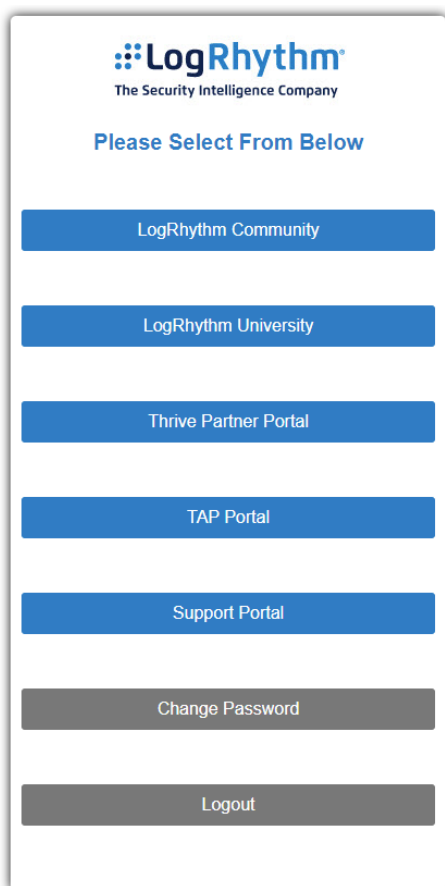 LogRhythm®
The Security Intelligence Company
Please Select From Below
LogRhythm Community
LogRhythm University
Thrive Partner Portal
TAP Portal
Support Portal
Change Password
Logout